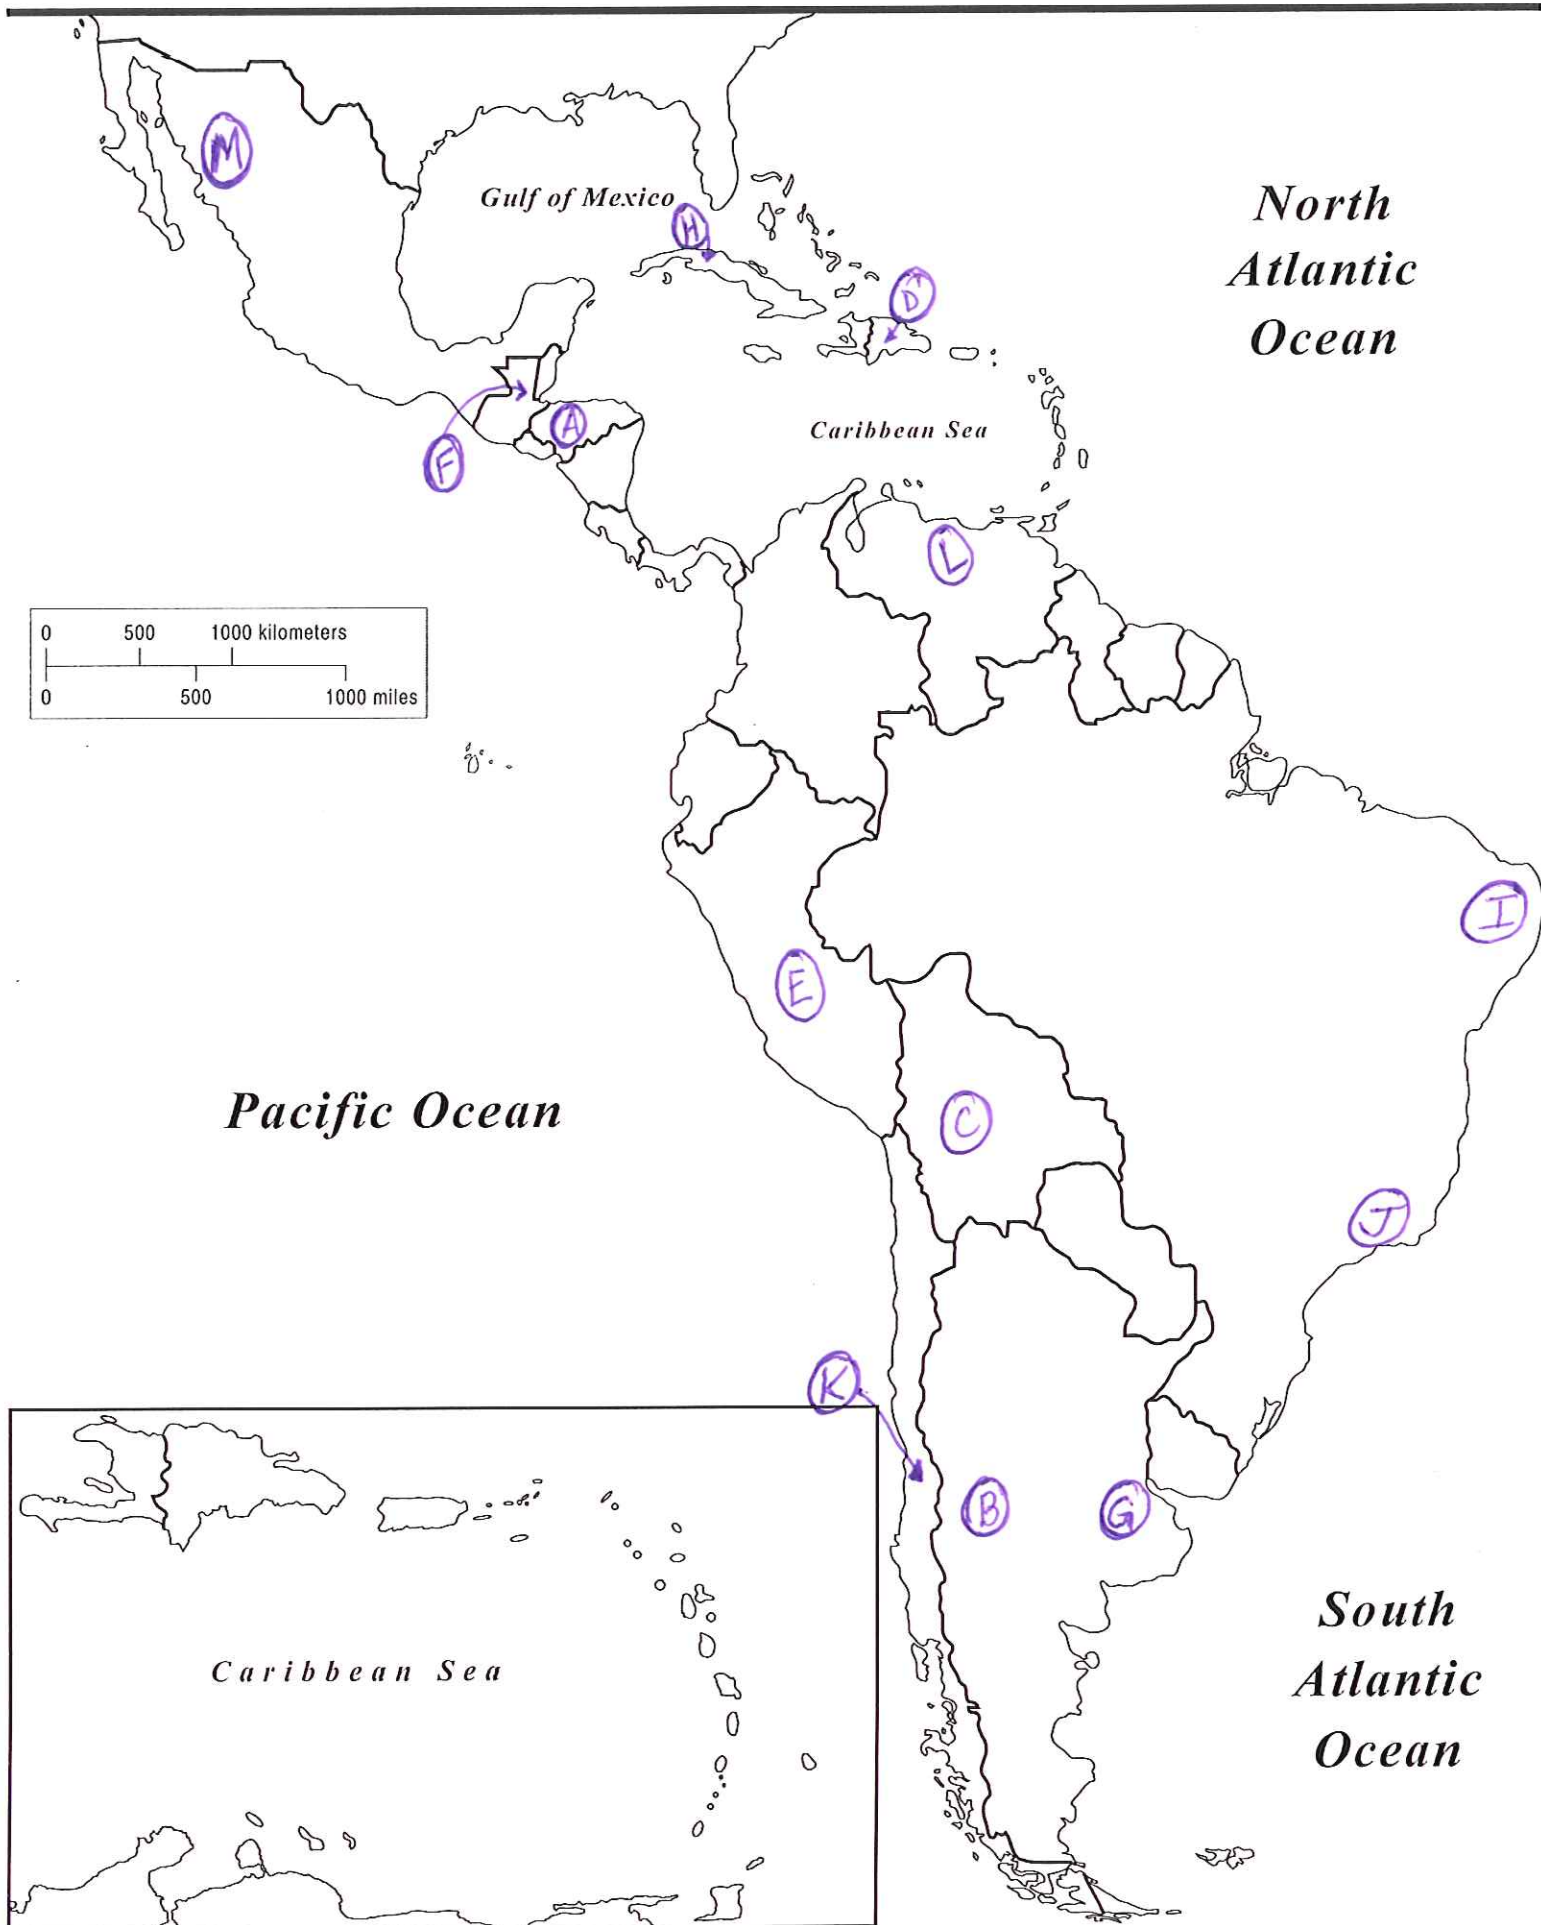 M
Gulf of Mexico
H
D
North
Atlantic
Ocean
Caribbean Sea
A
F
L
0 500 1000 kilometers
0 500 1000 miles
I
E
Pacific Ocean
C
J
K
B
G
Caribbean Sea
South
Atlantic
Ocean